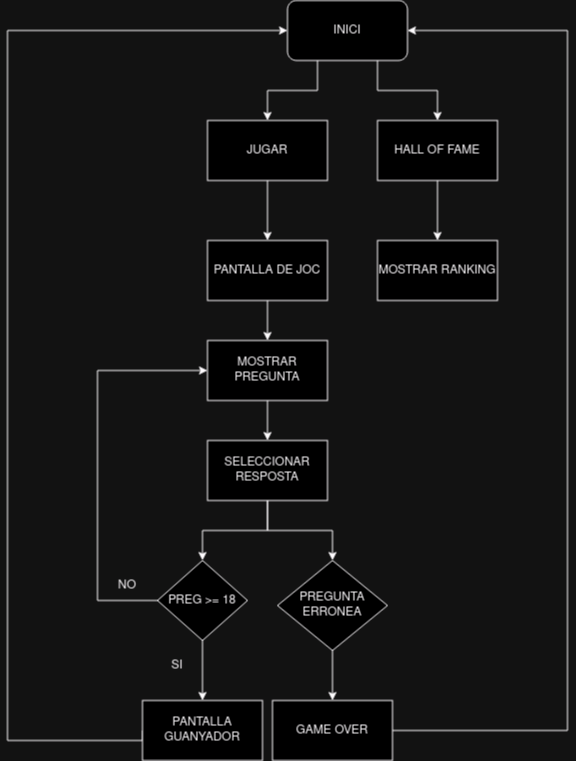 INICI
JUGAR
HALL OF FAME
PANTALLA DE JOC
MOSTRAR RANKING
MOSTRAR
PREGUNTA
SELECCIONAR
RESPOSTA
NO
PREG >= 18
PREGUNTA
ERRONEA
SI
PANTALLA
GUANYADOR
GAME OVER